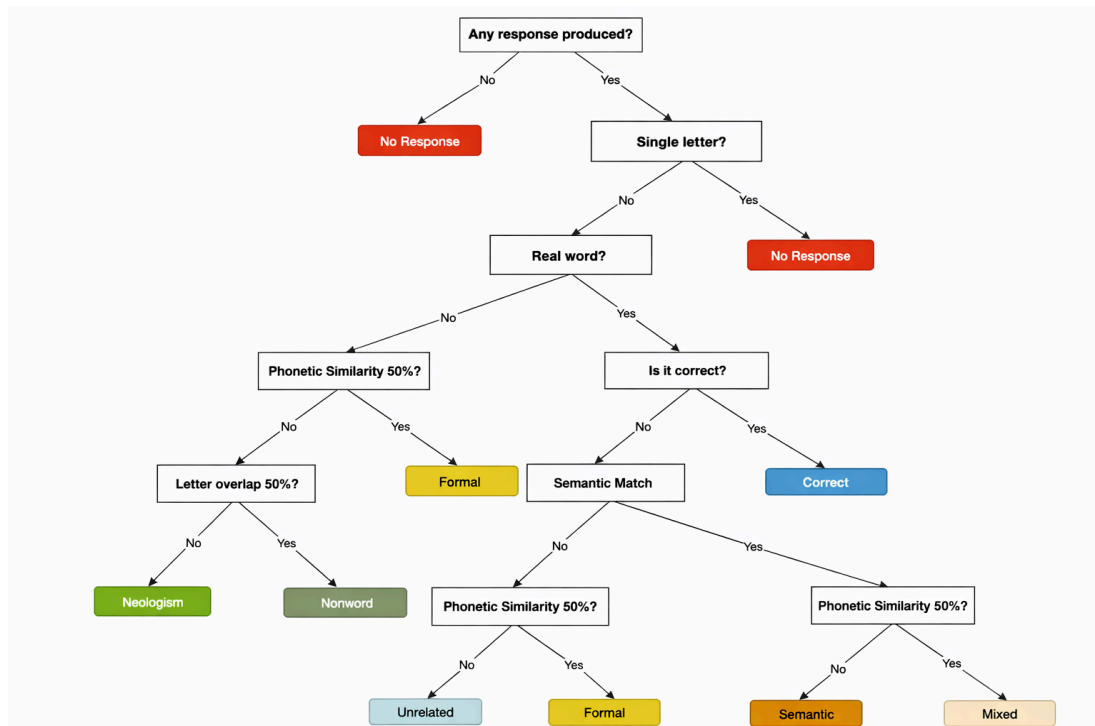 Any response produced?
No
Yes
No Response
Single letter?
No
Yes
Real word?
No Response
No
Yes
Phonetic Similarity 50%?
Is it correct?
No
Yes
No
Yes
Letter overlap 50%?
Formal
Semantic Match
Correct
No
Yes
No
Yes
Neologism
Nonword
Phonetic Similarity 50%?
Phonetic Similarity 50%?
No
Yes
No
Yes
Unrelated
Formal
Semantic
Mixed